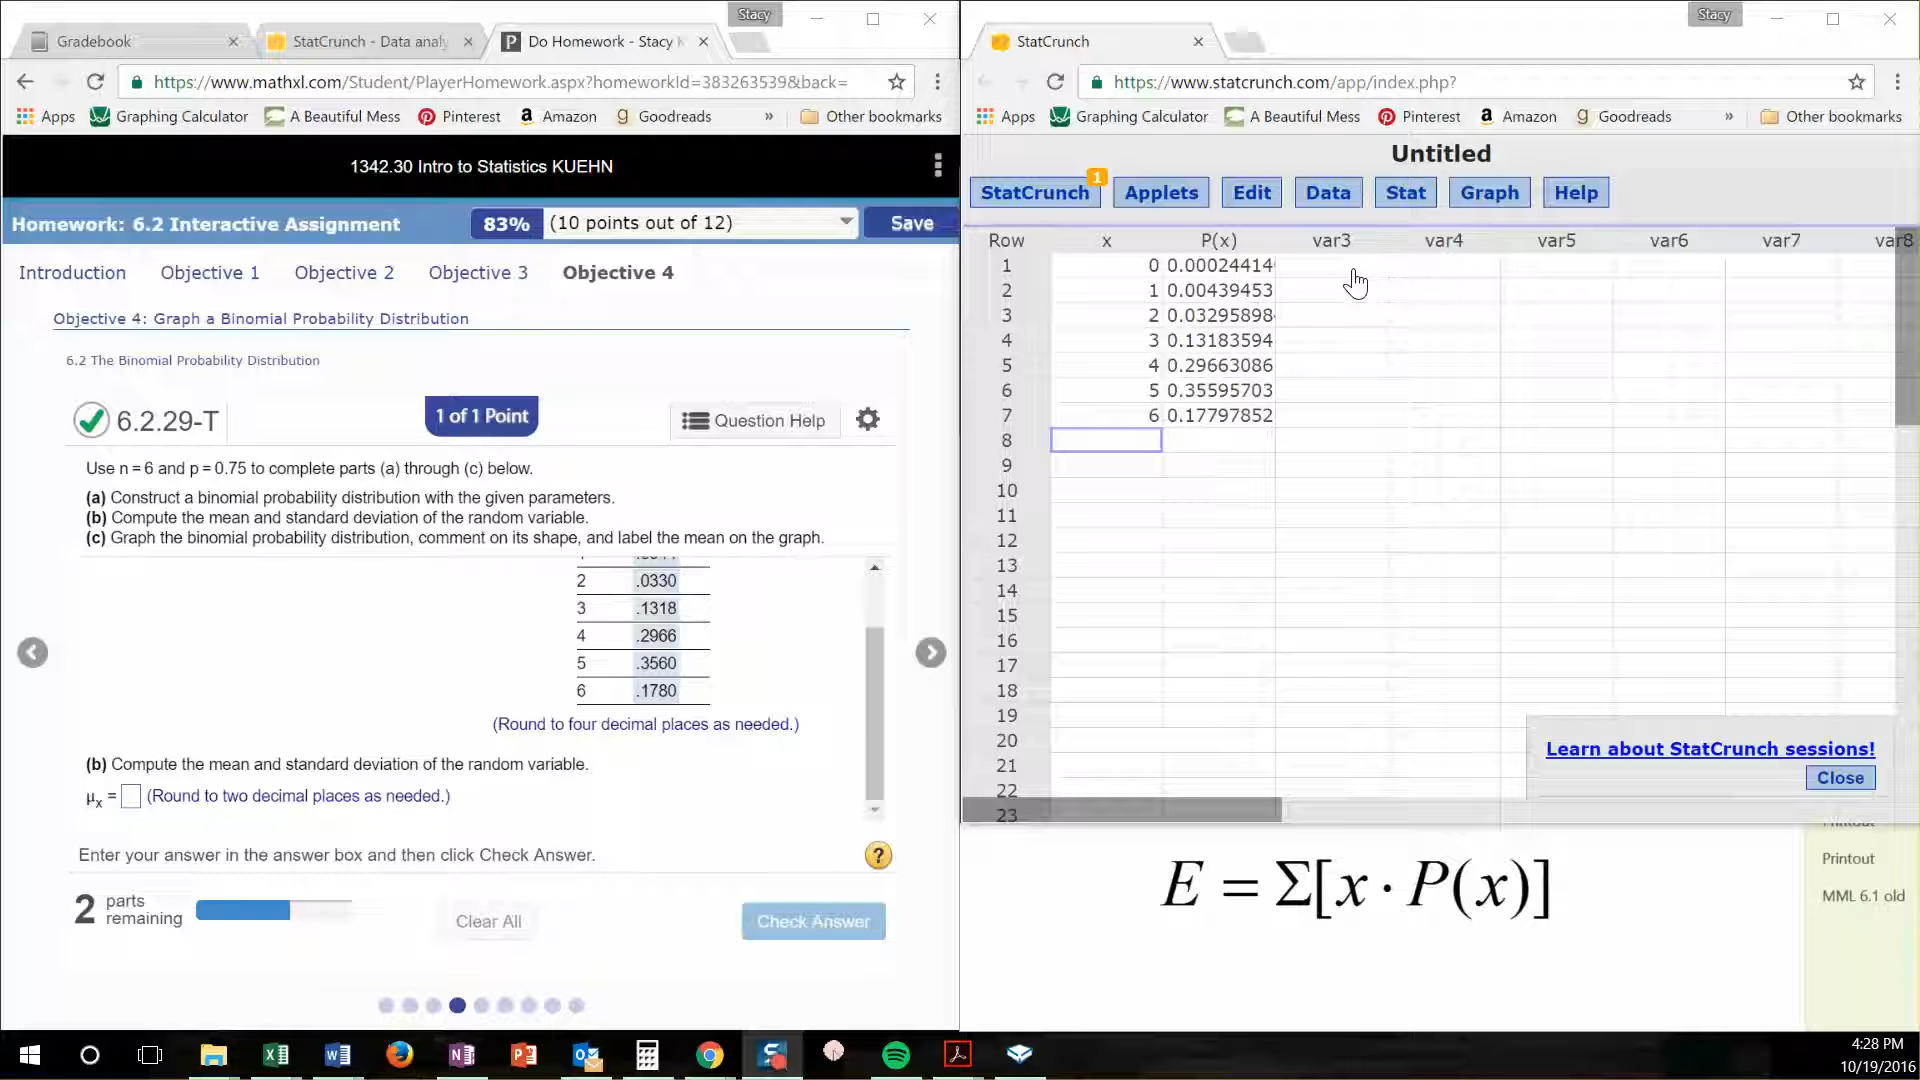 Stacy
Gradebook
StatCrunch - Data analy
Do Homework - Stacy
https://www.mathxl.com/Student/PlayerHomework.aspx?homeworkId=383263539&back=
Apps Graphing Calculator A Beautiful Mess Pinterest Amazon Goodreads » Other bookmarks
1342.30 Intro to Statistics KUEHN
Homework: 6.2 Interactive Assignment 83% (10 points out of 12) Save
Introduction Objective 1 Objective 2 Objective 3 Objective 4
Objective 4: Graph a Binomial Probability Distribution
6.2 The Binomial Probability Distribution
6.2.29-T 1 of 1 Point Question Help
Use n = 6 and p = 0.75 to complete parts (a) through (c) below.
(a) Construct a binomial probability distribution with the given parameters.
(b) Compute the mean and standard deviation of the random variable.
(c) Graph the binomial probability distribution, comment on its shape, and label the mean on the graph.
2 .0330
3 .1318
4 .2966
5 .3560
6 .1780
(Round to four decimal places as needed.)
(b) Compute the mean and standard deviation of the random variable.
μx = (Round to two decimal places as needed.)
Enter your answer in the answer box and then click Check Answer.
?
2 parts remaining
Clear All
Check Answer
Stacy
StatCrunch
https://www.statcrunch.com/app/index.php?
Apps Graphing Calculator A Beautiful Mess Pinterest Amazon Goodreads » Other bookmarks
Untitled
StatCrunch 1 Applets Edit Data Stat Graph Help
Row x P(x) var3 var4 var5 var6 var7 var8
1 0 0.000244140
2 1 0.00439453
3 2 0.03295898
4 3 0.13183594
5 4 0.29663086
6 5 0.35595703
7 6 0.17797852
8
9
10
11
12
13
14
15
16
17
18
19
20
21
22
23
Learn about StatCrunch sessions!
Close
Printout
Printout
MML 6.1 old
E = Σ[x · P(x)]
4:28 PM
10/19/2016